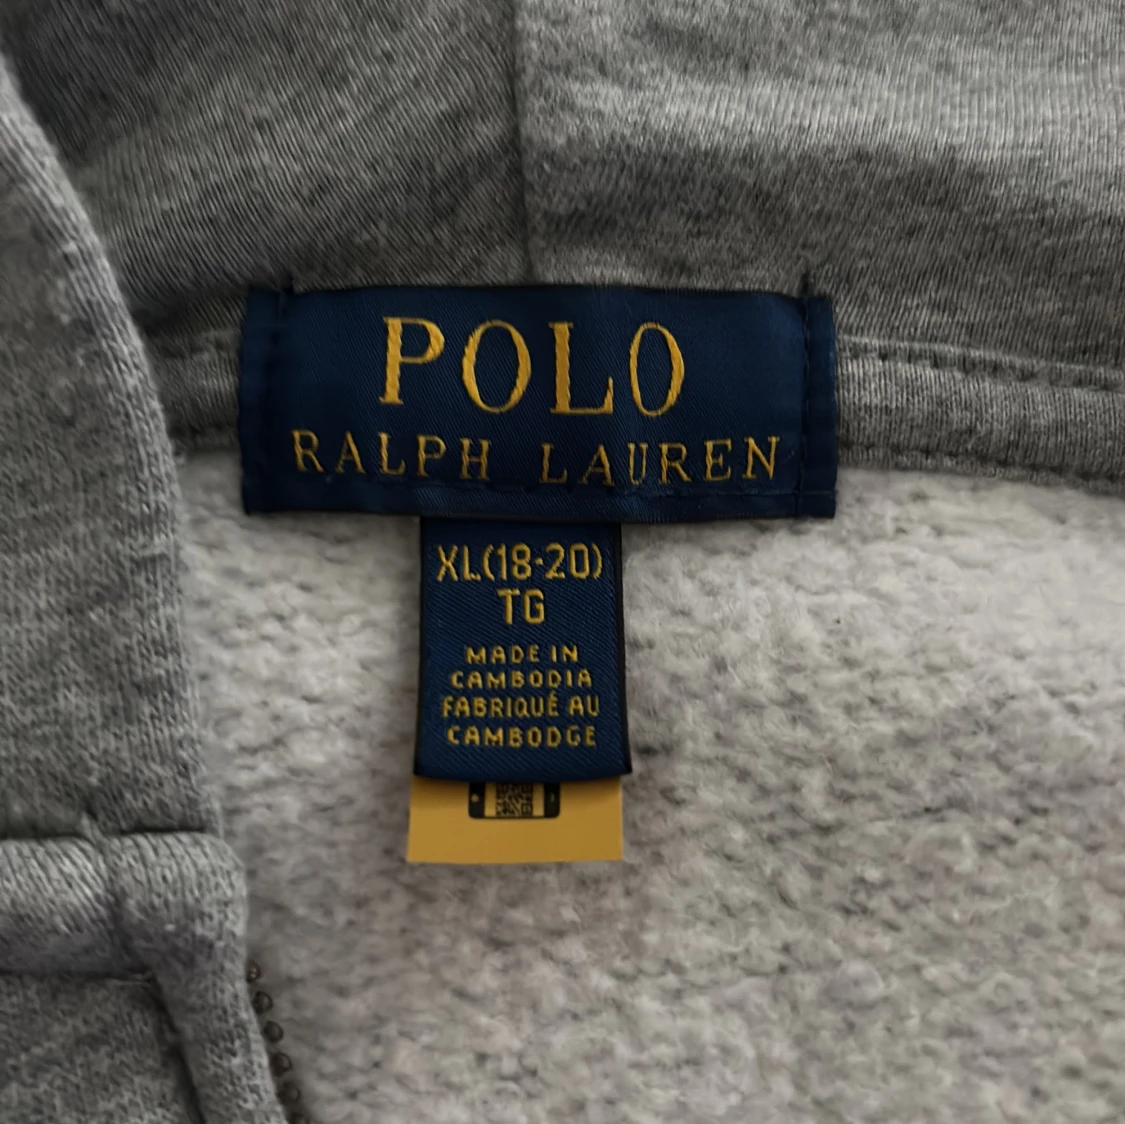 POLO
RALPH LAUREN
XL(18-20)
TG
MADE IN
CAMBODIA
FABRIQUÉ AU
CAMBODGE